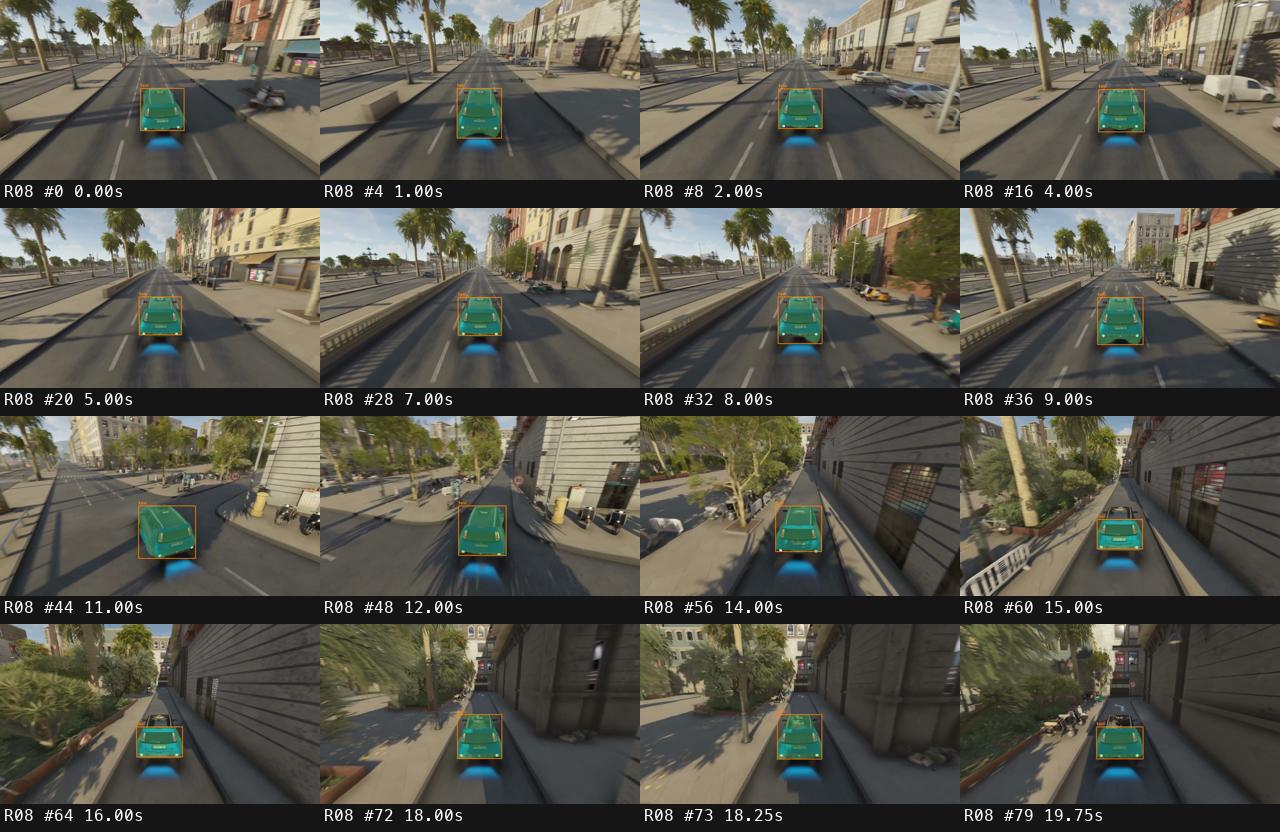 R08 #0 0.00s
R08 #4 1.00s
R08 #8 2.00s
R08 #16 4.00s
R08 #20 5.00s
R08 #28 7.00s
R08 #32 8.00s
R08 #36 9.00s
R08 #44 11.00s
R08 #48 12.00s
R08 #56 14.00s
R08 #60 15.00s
R08 #64 16.00s
R08 #72 18.00s
R08 #73 18.25s
R08 #79 19.75s